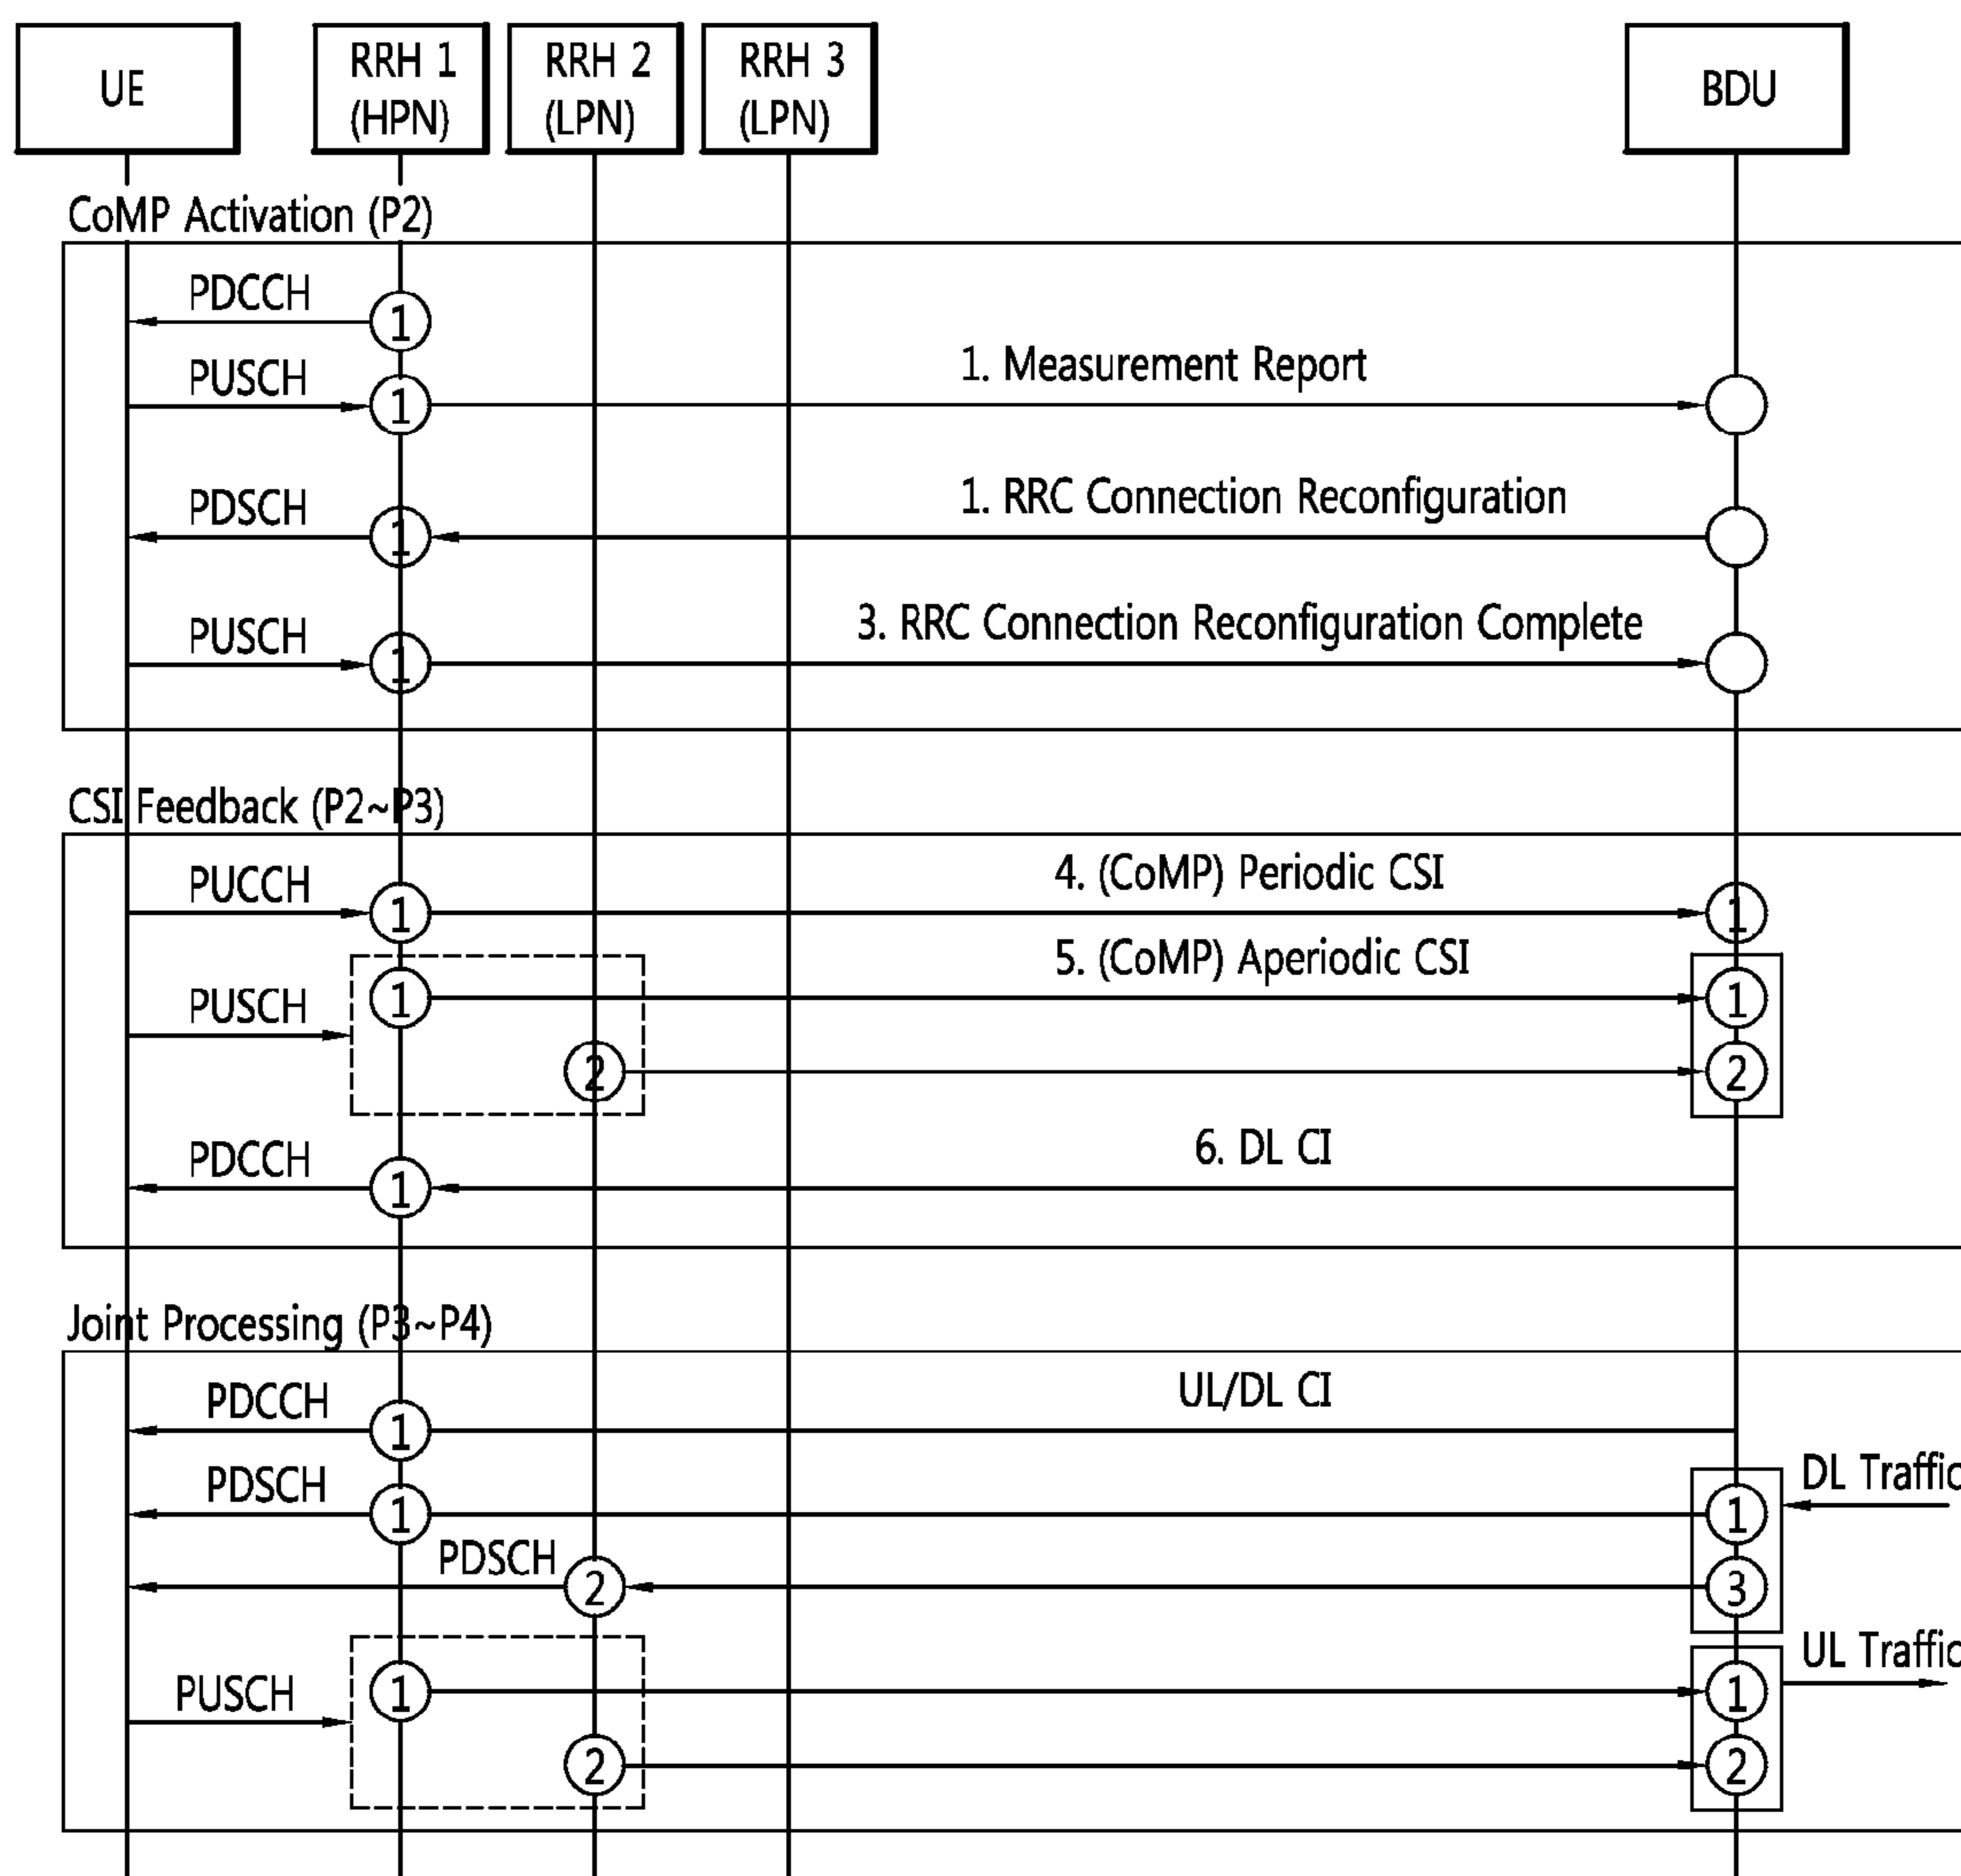 UE
RRH 1
(HPN)
RRH 2
(LPN)
RRH 3
(LPN)
BDU
CoMP Activation (P2)
PDCCH
1
PUSCH
1
1. Measurement Report
PDSCH
1
1. RRC Connection Reconfiguration
PUSCH
1
3. RRC Connection Reconfiguration Complete
CSI Feedback (P2~P3)
PUCCH
1
4. (CoMP) Periodic CSI
1
PUSCH
1
5. (CoMP) Aperiodic CSI
1
2
2
PDCCH
1
6. DL CI
Joint Processing (P3~P4)
PDCCH
1
UL/DL CI
PDSCH
1
1
DL Traffic
PDSCH
2
3
PUSCH
1
1
UL Traffic
2
2